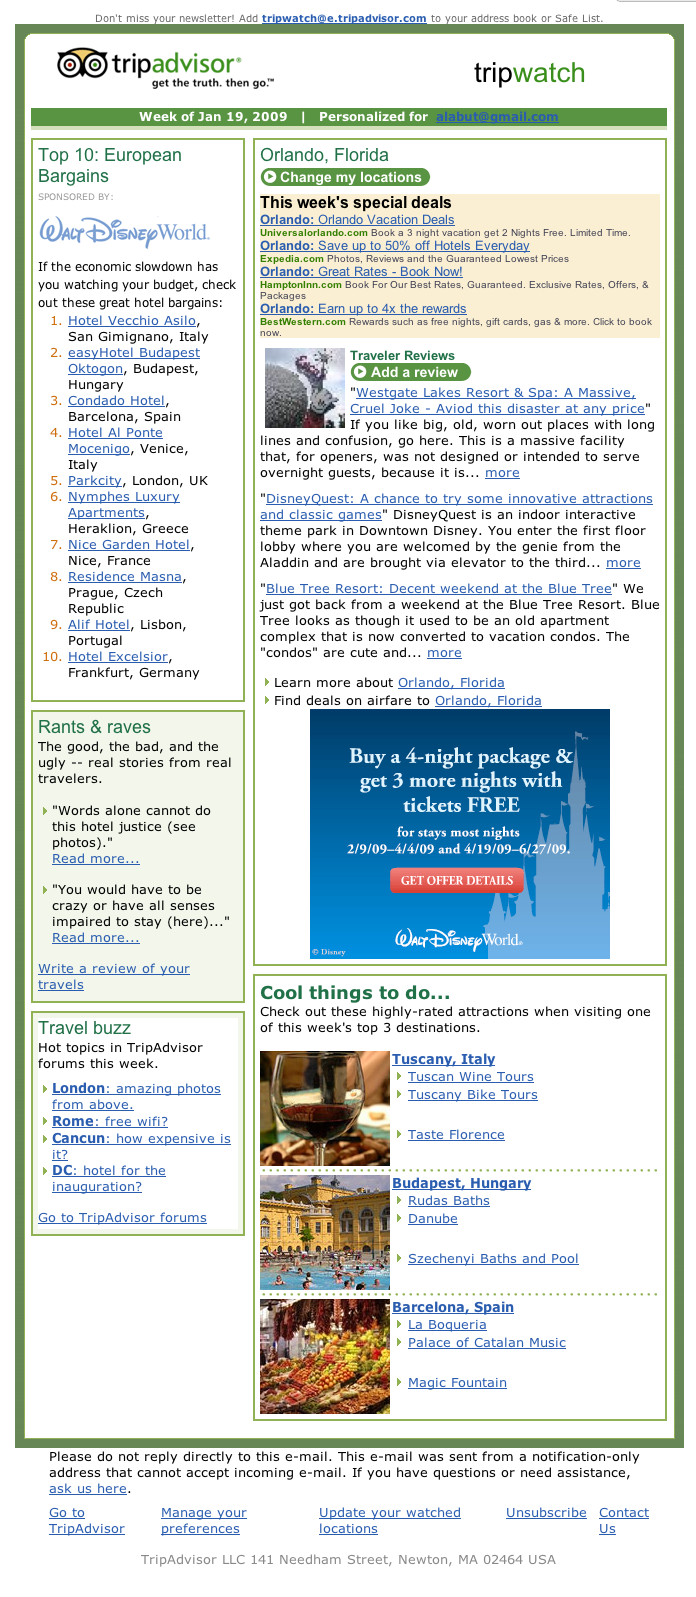 Don't miss your newsletter! Add tripwatch@e.tripadvisor.com to your address book or Safe List.
tripadvisor®
get the truth. then go.™
tripwatch
Week of Jan 19, 2009 | Personalized for alabut@gmail.com
Top 10: European
Bargains
SPONSORED BY:
WALT DISNEY World.
If the economic slowdown has
you watching your budget, check
out these great hotel bargains:
1. Hotel Vecchio Asilo,
San Gimignano, Italy
2. easyHotel Budapest
Oktogon, Budapest,
Hungary
3. Condado Hotel,
Barcelona, Spain
4. Hotel Al Ponte
Mocenigo, Venice,
Italy
5. Parkcity, London, UK
6. Nymphes Luxury
Apartments,
Heraklion, Greece
7. Nice Garden Hotel,
Nice, France
8. Residence Masna,
Prague, Czech
Republic
9. Alif Hotel, Lisbon,
Portugal
10. Hotel Excelsior,
Frankfurt, Germany
Rants & raves
The good, the bad, and the
ugly -- real stories from real
travelers.
"Words alone cannot do
this hotel justice (see
photos)."
Read more...
"You would have to be
crazy or have all senses
impaired to stay (here)..."
Read more...
Write a review of your
travels
Travel buzz
Hot topics in TripAdvisor
forums this week.
London: amazing photos
from above.
Rome: free wifi?
Cancun: how expensive is
it?
DC: hotel for the
inauguration?
Go to TripAdvisor forums
Orlando, Florida
Change my locations
This week's special deals
Orlando: Orlando Vacation Deals
Universalorlando.com Book a 3 night vacation get 2 Nights Free. Limited Time.
Orlando: Save up to 50% off Hotels Everyday
Expedia.com Photos, Reviews and the Guaranteed Lowest Prices
Orlando: Great Rates - Book Now!
HamptonInn.com Book For Our Best Rates, Guaranteed. Exclusive Rates, Offers, &
Packages
Orlando: Earn up to 4x the rewards
BestWestern.com Rewards such as free nights, gift cards, gas & more. Click to book
now.
Traveler Reviews
Add a review
"Westgate Lakes Resort & Spa: A Massive,
Cruel Joke - Aviod this disaster at any price"
If you like big, old, worn out places with long
lines and confusion, go here. This is a massive facility
that, for openers, was not designed or intended to serve
overnight guests, because it is... more
"DisneyQuest: A chance to try some innovative attractions
and classic games" DisneyQuest is an indoor interactive
theme park in Downtown Disney. You enter the first floor
lobby where you are welcomed by the genie from the
Aladdin and are brought via elevator to the third... more
"Blue Tree Resort: Decent weekend at the Blue Tree" We
just got back from a weekend at the Blue Tree Resort. Blue
Tree looks as though it used to be an old apartment
complex that is now converted to vacation condos. The
"condos" are cute and... more
Learn more about Orlando, Florida
Find deals on airfare to Orlando, Florida
Buy a 4-night package &
get 3 more nights with
tickets FREE
for stays most nights
2/9/09–4/4/09 and 4/19/09–6/27/09.
GET OFFER DETAILS
WALT DISNEY World.
© Disney
Cool things to do...
Check out these highly-rated attractions when visiting one
of this week's top 3 destinations.
Tuscany, Italy
Tuscan Wine Tours
Tuscany Bike Tours
Taste Florence
Budapest, Hungary
Rudas Baths
Danube
Szechenyi Baths and Pool
Barcelona, Spain
La Boqueria
Palace of Catalan Music
Magic Fountain
Please do not reply directly to this e-mail. This e-mail was sent from a notification-only
address that cannot accept incoming e-mail. If you have questions or need assistance,
ask us here.
Go to
TripAdvisor
Manage your
preferences
Update your watched
locations
Unsubscribe
Contact
Us
TripAdvisor LLC 141 Needham Street, Newton, MA 02464 USA